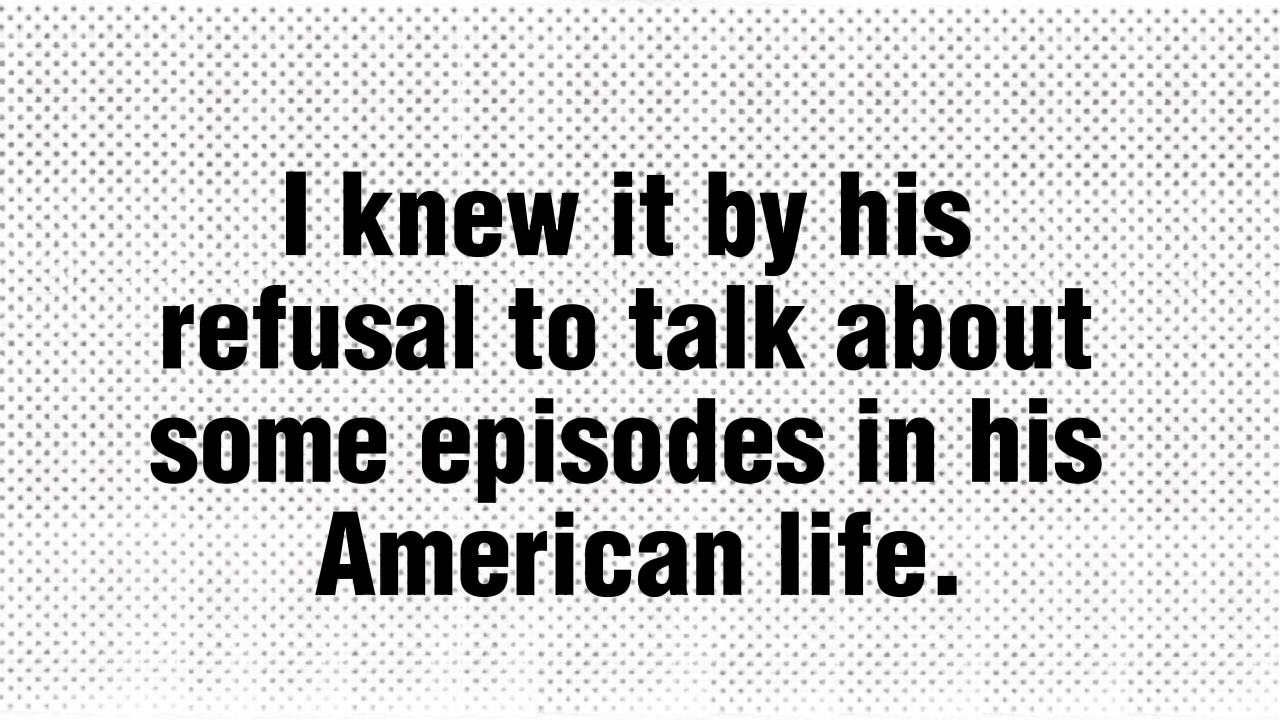 I knew it by his
refusal to talk about
some episodes in his
American life.